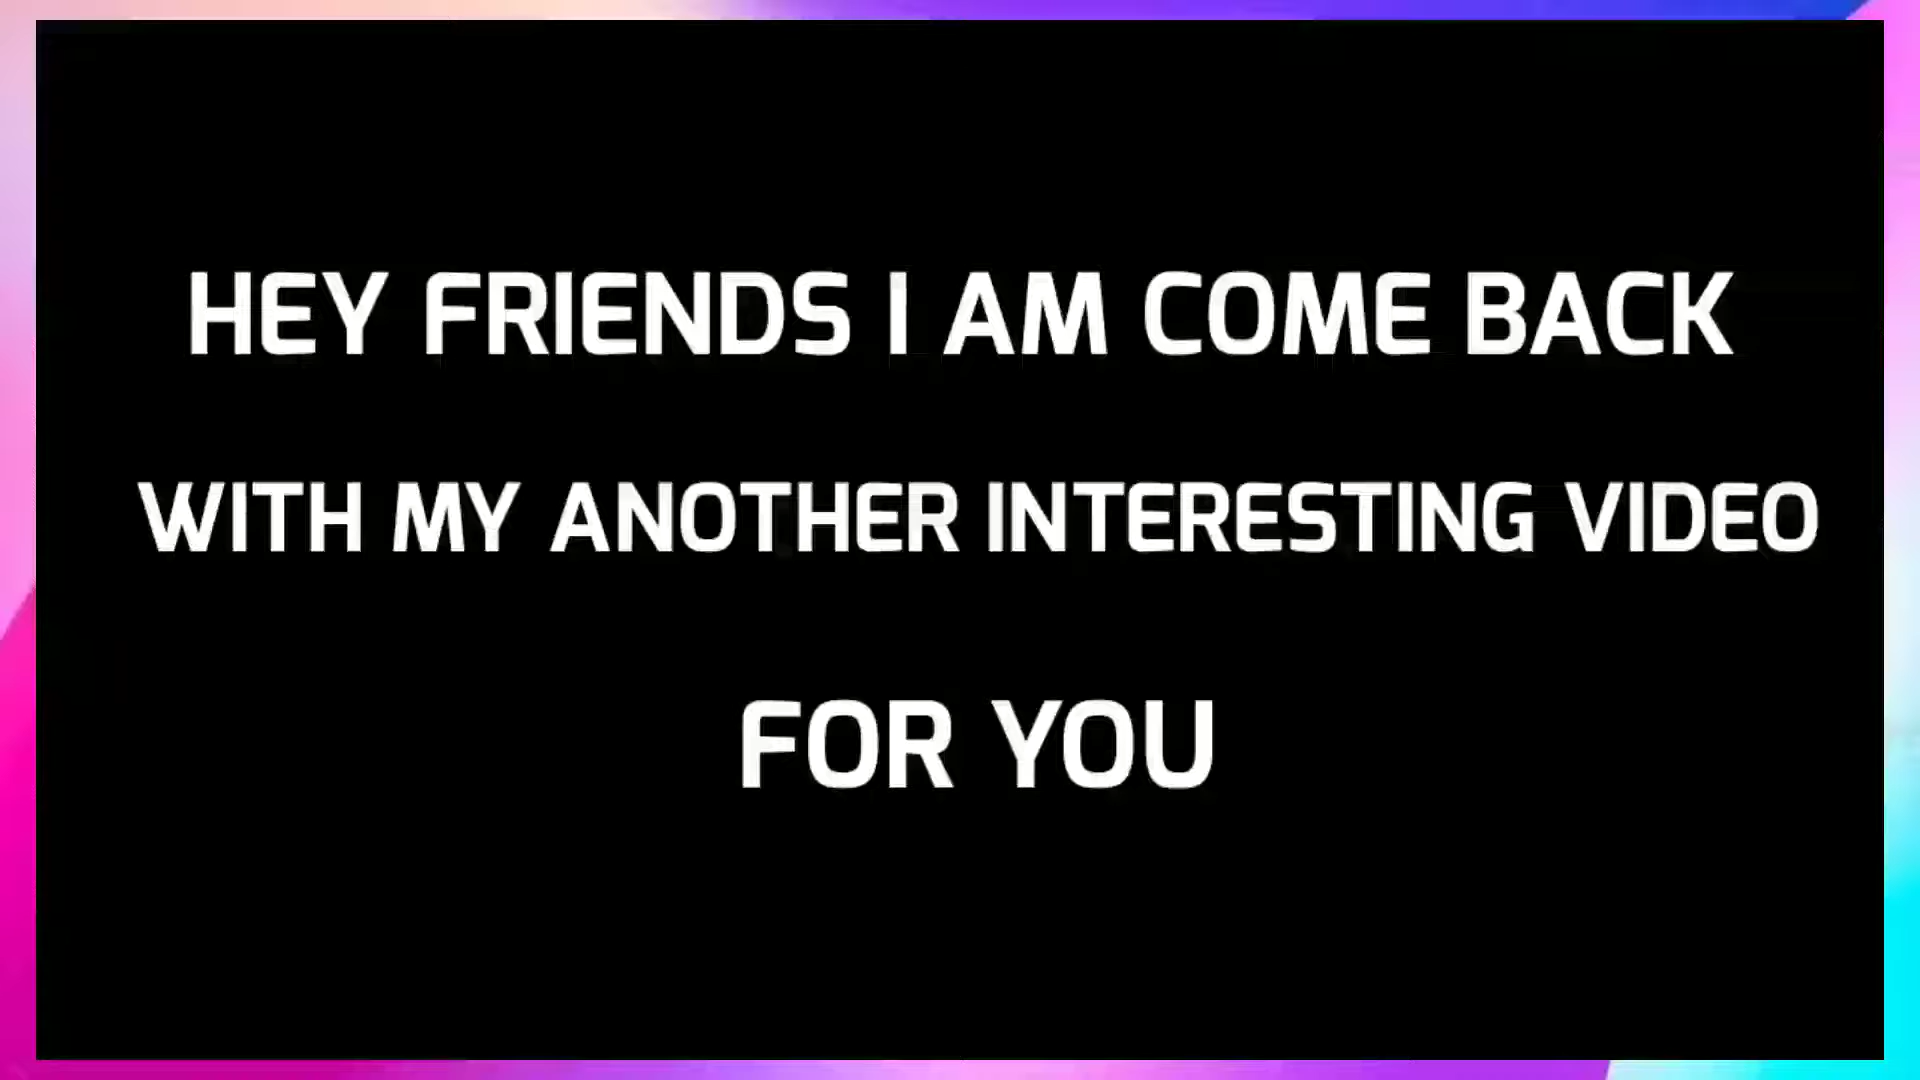 HEY FRIENDS I AM COME BACK
WITH MY ANOTHER INTERESTING VIDEO
FOR YOU